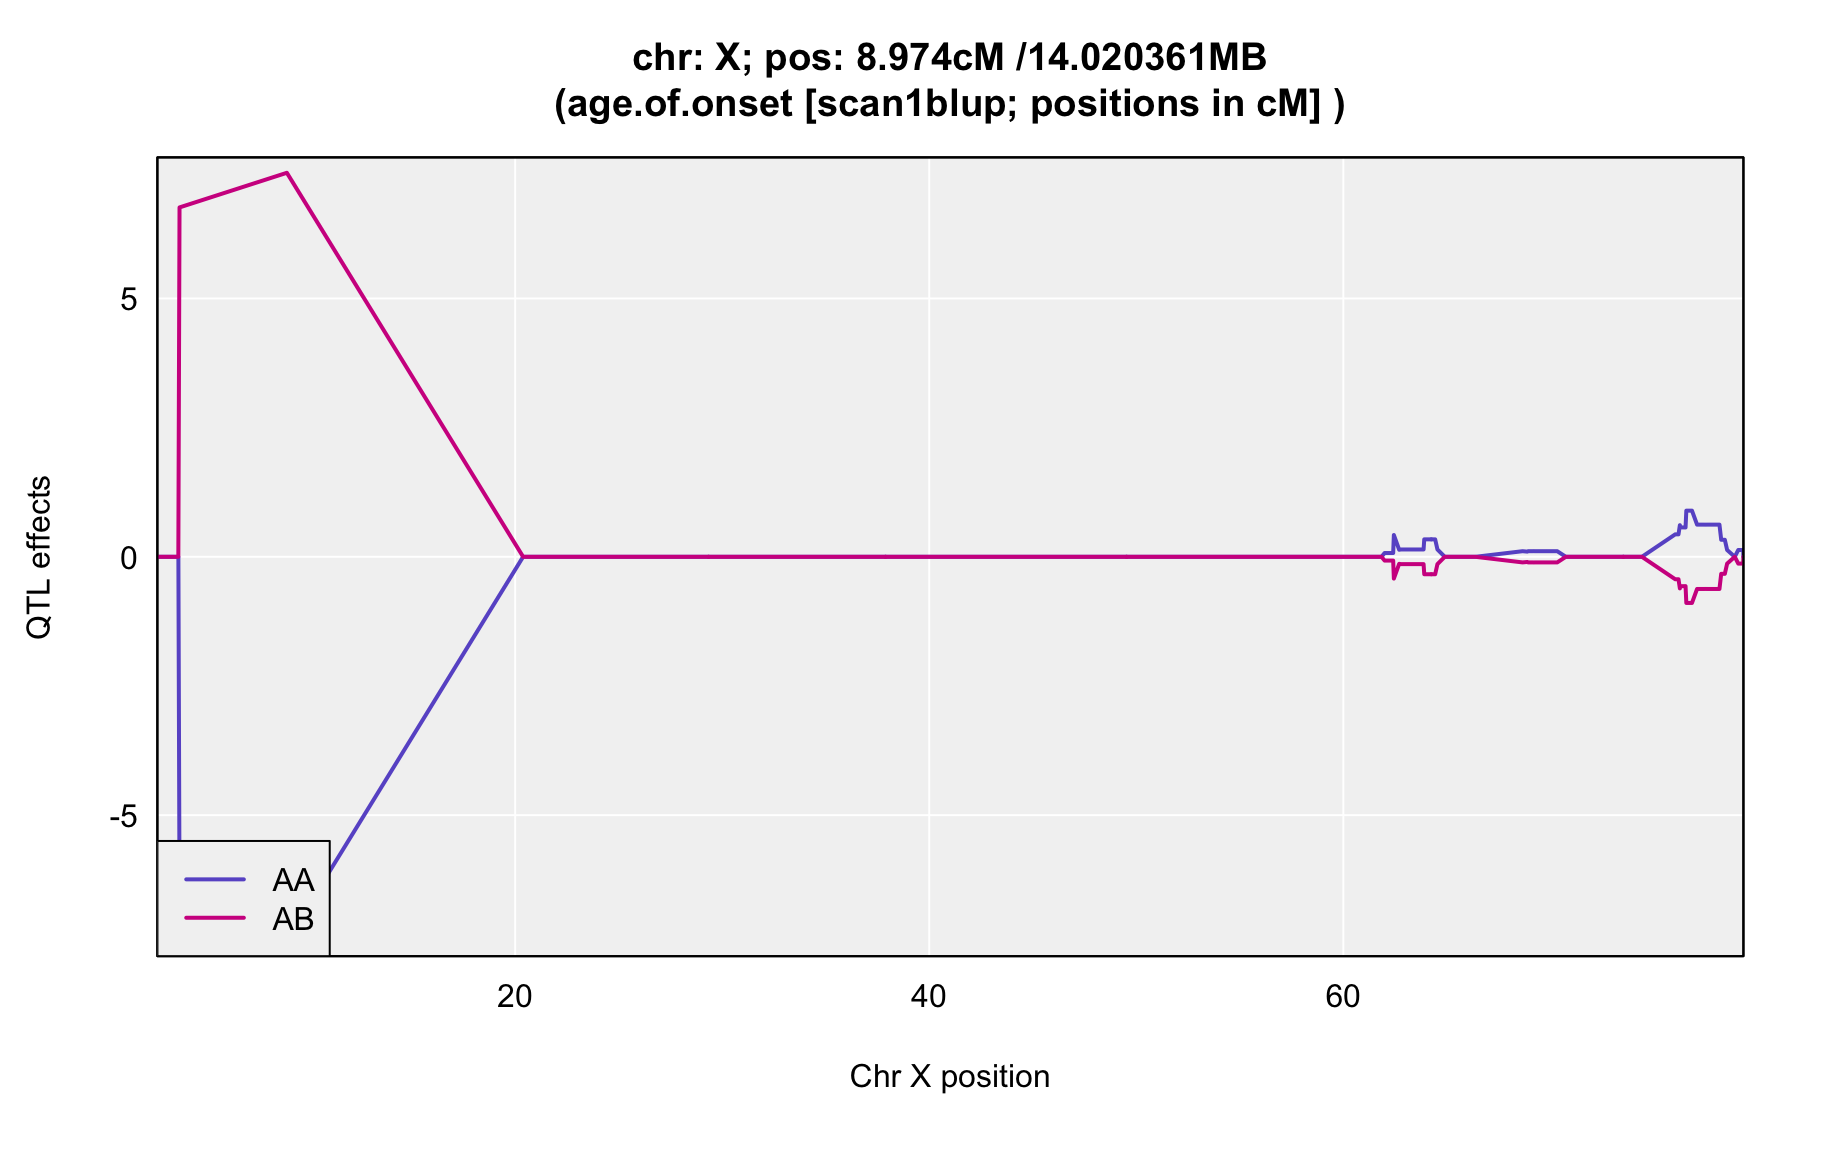 chr: X; pos: 8.974cM /14.020361MB
(age.of.onset [scan1blup; positions in cM] )
QTL effects
5
0
-5
AA
AB
20
40
60
Chr X position